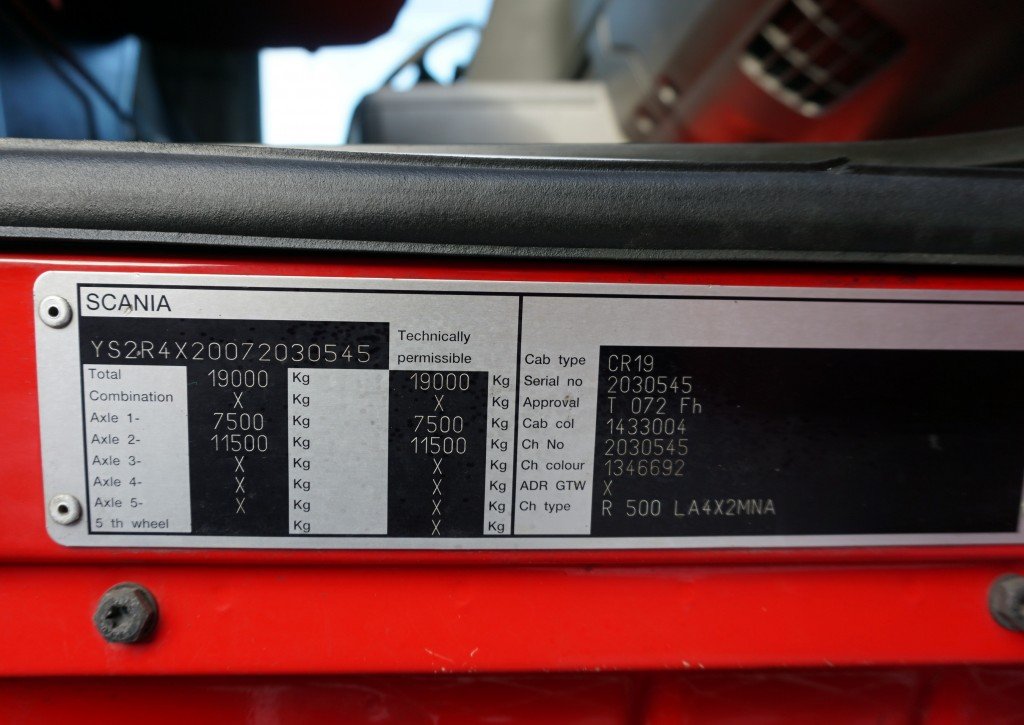 SCANIA
YS2R4X20072030545
Technically
permissible
Total 19000 Kg 19000 Kg
Combination X Kg X Kg
Axle 1- 7500 Kg 7500 Kg
Axle 2- 11500 Kg 11500 Kg
Axle 3- X Kg X Kg
Axle 4- X Kg X Kg
Axle 5- X Kg X Kg
5 th wheel Kg X Kg
Cab type CR19
Serial no 2030545
Approval T 072 Fh
Cab col 1433004
Ch No 2030545
Ch colour 1346692
ADR GTW X
Ch type R 500 LA4X2MNA